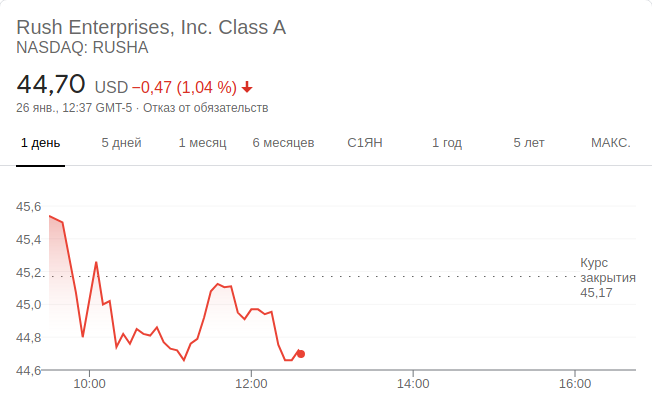 Rush Enterprises, Inc. Class A
NASDAQ: RUSHA
44,70 USD −0,47 (1,04 %)
26 янв., 12:37 GMT-5 · Отказ от обязательств
1 день 5 дней 1 месяц 6 месяцев С1ЯН 1 год 5 лет МАКС.
45,6
45,4
45,2
45,0
44,8
44,6
Курс
закрытия
45,17
10:00 12:00 14:00 16:00